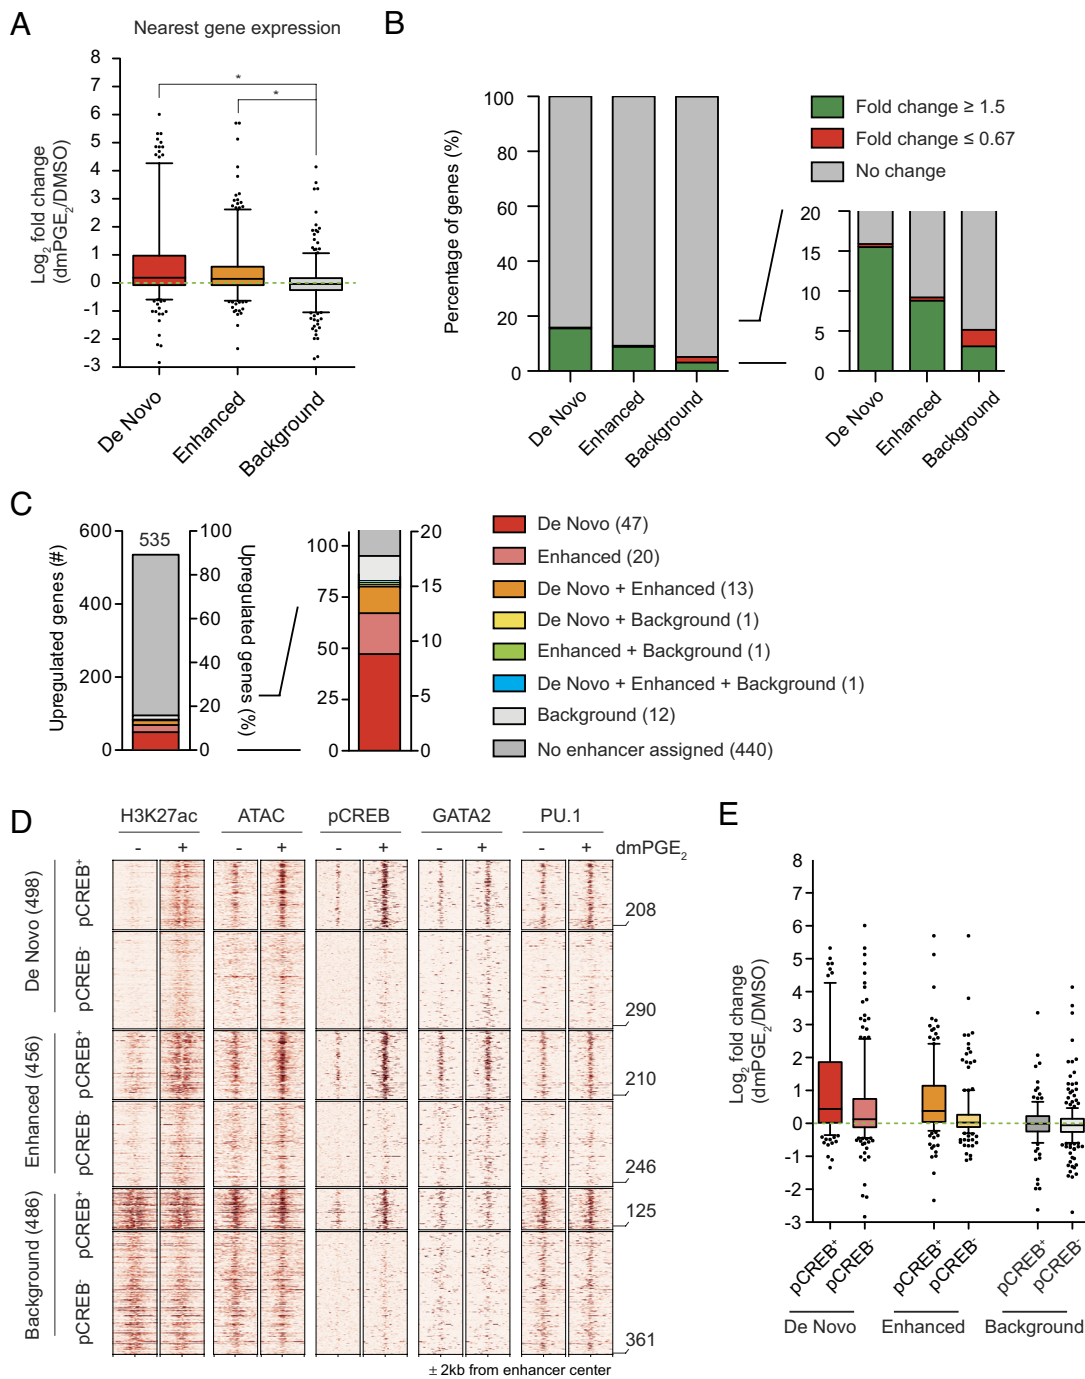 A
Nearest gene expression
Log2 fold change
(dmPGE2/DMSO)
8
7
6
5
4
3
2
1
0
-1
-2
-3
*
*
De Novo
Enhanced
Background
B
Percentage of genes (%)
100
80
60
40
20
0
De Novo
Enhanced
Background
Fold change ≥ 1.5
Fold change ≤ 0.67
No change
20
15
10
5
0
De Novo
Enhanced
Background
C
Upregulated genes (#)
600
400
200
0
535
100
80
60
40
20
0
Upregulated genes (%)
100
75
50
25
0
20
15
10
5
0
De Novo (47)
Enhanced (20)
De Novo + Enhanced (13)
De Novo + Background (1)
Enhanced + Background (1)
De Novo + Enhanced + Background (1)
Background (12)
No enhancer assigned (440)
D
H3K27ac ATAC pCREB GATA2 PU.1
- + - + - + - + - + dmPGE2
De Novo (498)
pCREB+
208
pCREB-
290
Enhanced (456)
pCREB+
210
pCREB-
246
Background (486)
pCREB+
125
pCREB-
361
± 2kb from enhancer center
E
Log2 fold change
(dmPGE2/DMSO)
8
7
6
5
4
3
2
1
0
-1
-2
-3
pCREB+
pCREB-
pCREB+
pCREB-
pCREB+
pCREB-
De Novo Enhanced Background